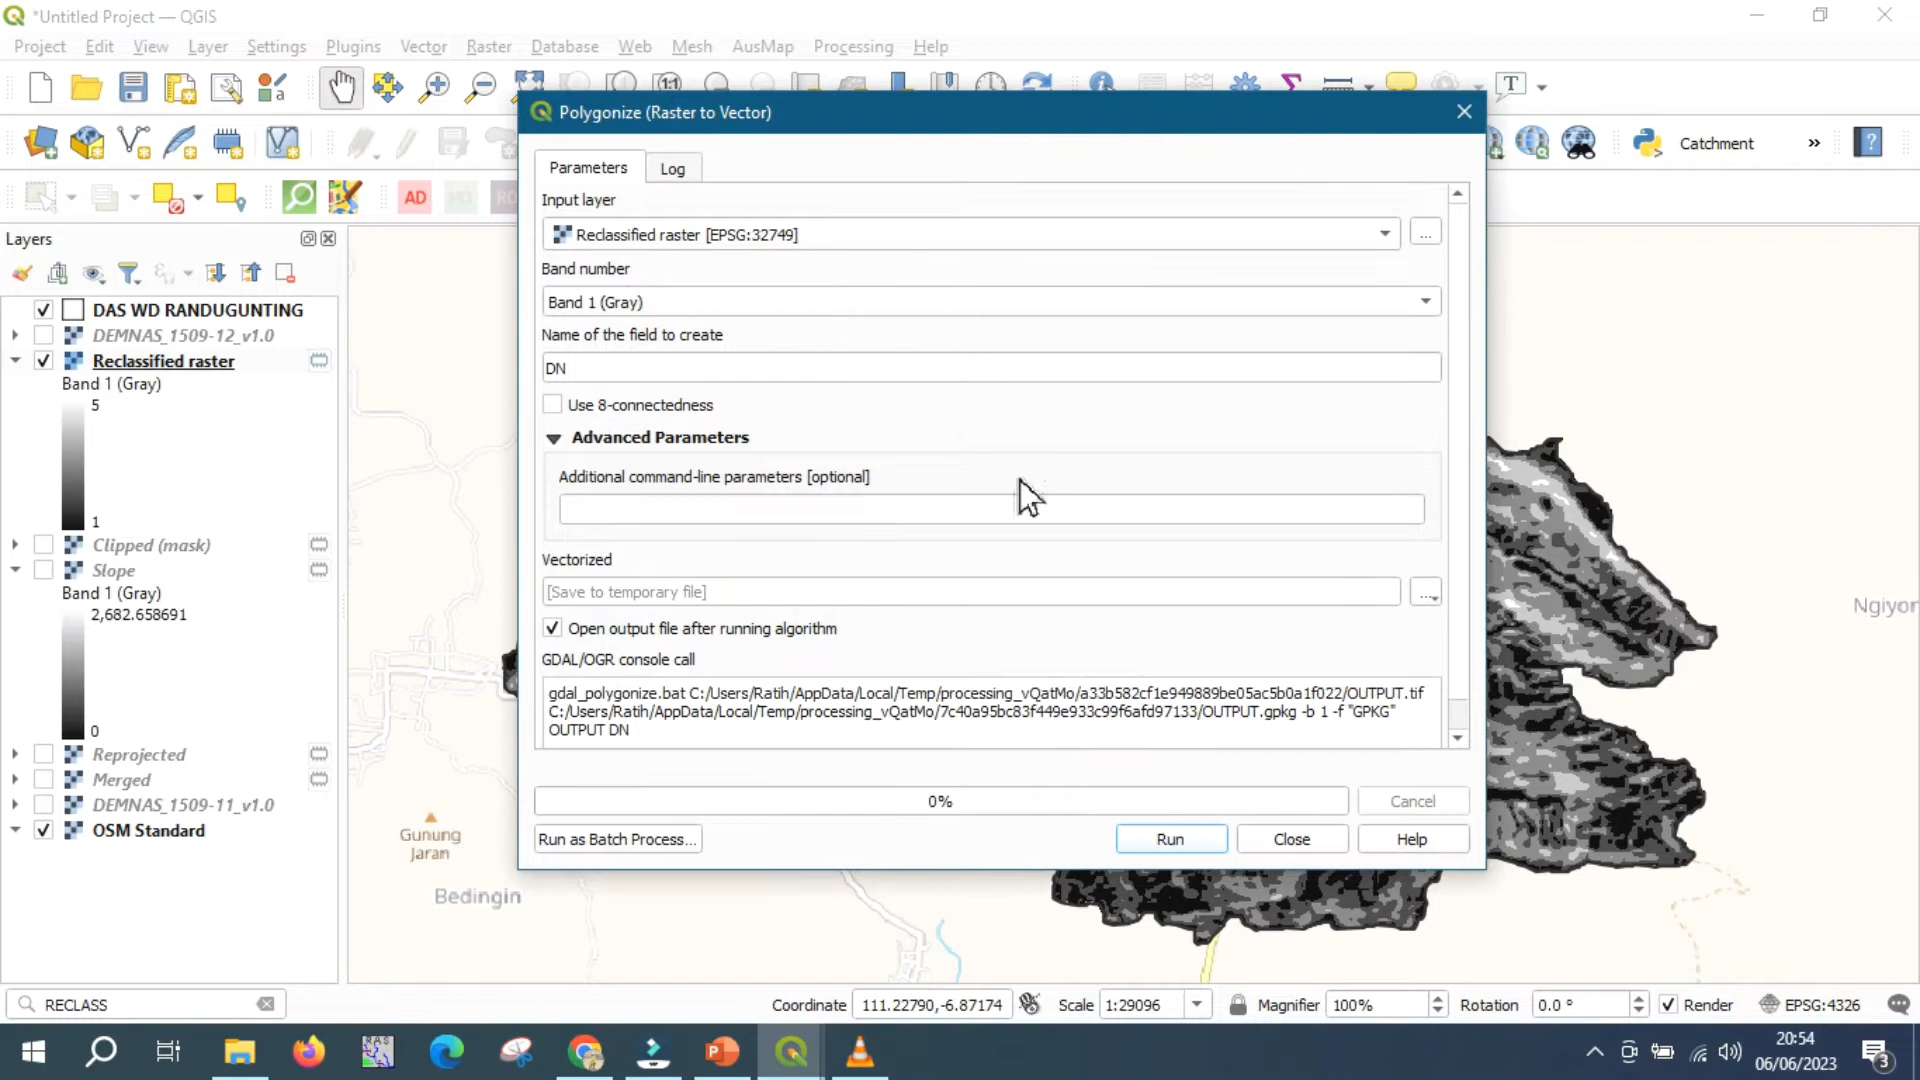 *Untitled Project — QGIS
Project Edit View Layer Settings Plugins Vector Raster Database Web Mesh AusMap Processing Help
Polygonize (Raster to Vector)
Catchment
»
Parameters
Log
AD
Input layer
Reclassified raster [EPSG:32749]
...
Band number
Band 1 (Gray)
Name of the field to create
DN
Use 8-connectedness
Advanced Parameters
Additional command-line parameters [optional]
Vectorized
[Save to temporary file]
...
Open output file after running algorithm
GDAL/OGR console call
gdal_polygonize.bat C:/Users/Ratih/AppData/Local/Temp/processing_vQatMo/a33b582cf1e949889be05ac5b0a1f022/OUTPUT.tif
C:/Users/Ratih/AppData/Local/Temp/processing_vQatMo/7c40a95bc83f449e933c99f6afd97133/OUTPUT.gpkg -b 1 -f "GPKG"
OUTPUT DN
0%
Cancel
Run as Batch Process...
Run
Close
Help
Layers
DAS WD RANDUGUNTING
DEMNAS_1509-12_v1.0
Reclassified raster
Band 1 (Gray)
5
1
Clipped (mask)
Slope
Band 1 (Gray)
2,682.658691
0
Reprojected
Merged
DEMNAS_1509-11_v1.0
OSM Standard
Gunung
Jaran
Bedingin
RECLASS
Coordinate 111.22790,-6.87174
Scale 1:29096
Magnifier 100%
Rotation 0.0 °
Render
EPSG:4326
RAS
20:54
06/06/2023
3